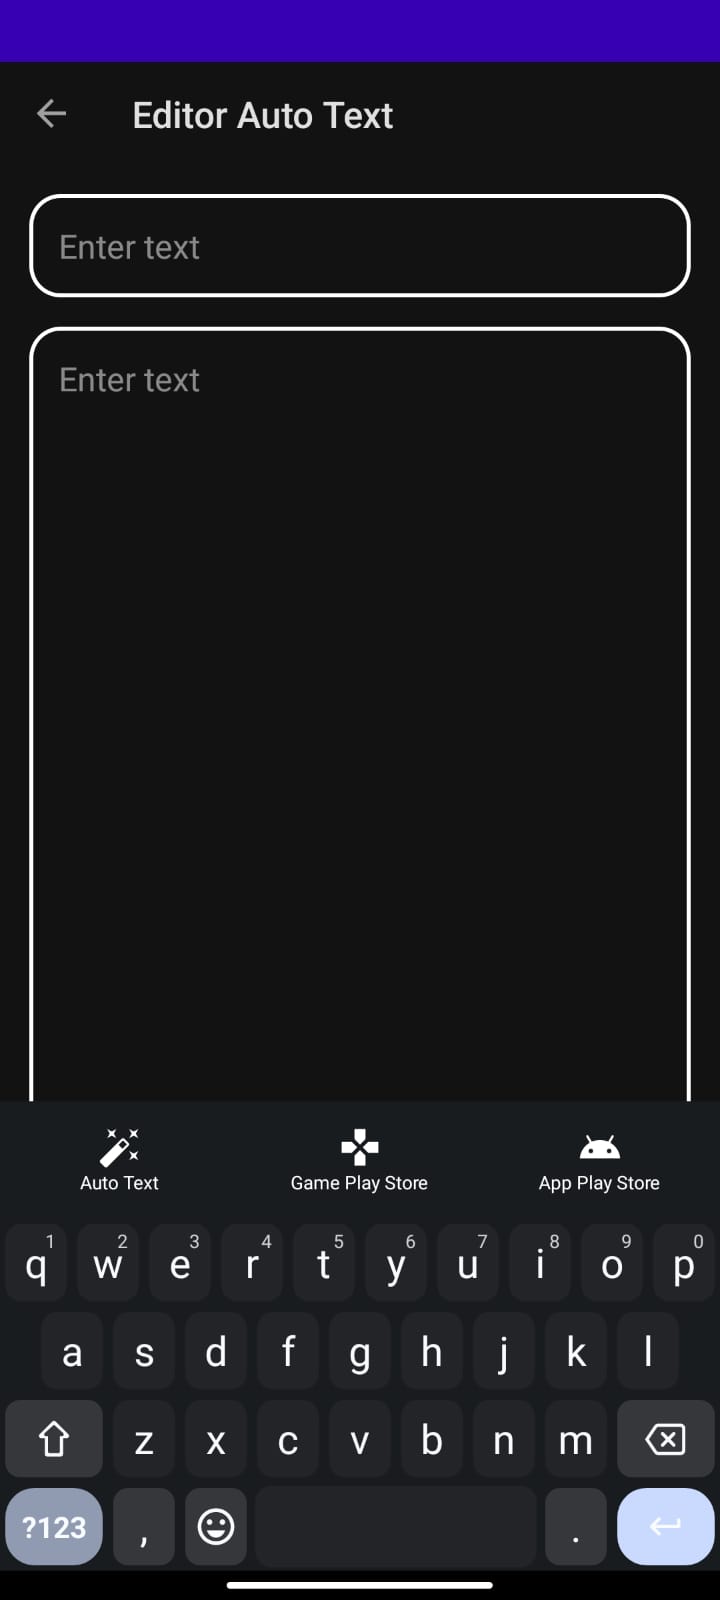 Editor Auto Text
Enter text
Enter text
Auto Text Game Play Store App Play Store
1 2 3 4 5 6 7 8 9 0
q w e r t y u i o p
a s d f g h j k l
z x c v b n m
?123 , .